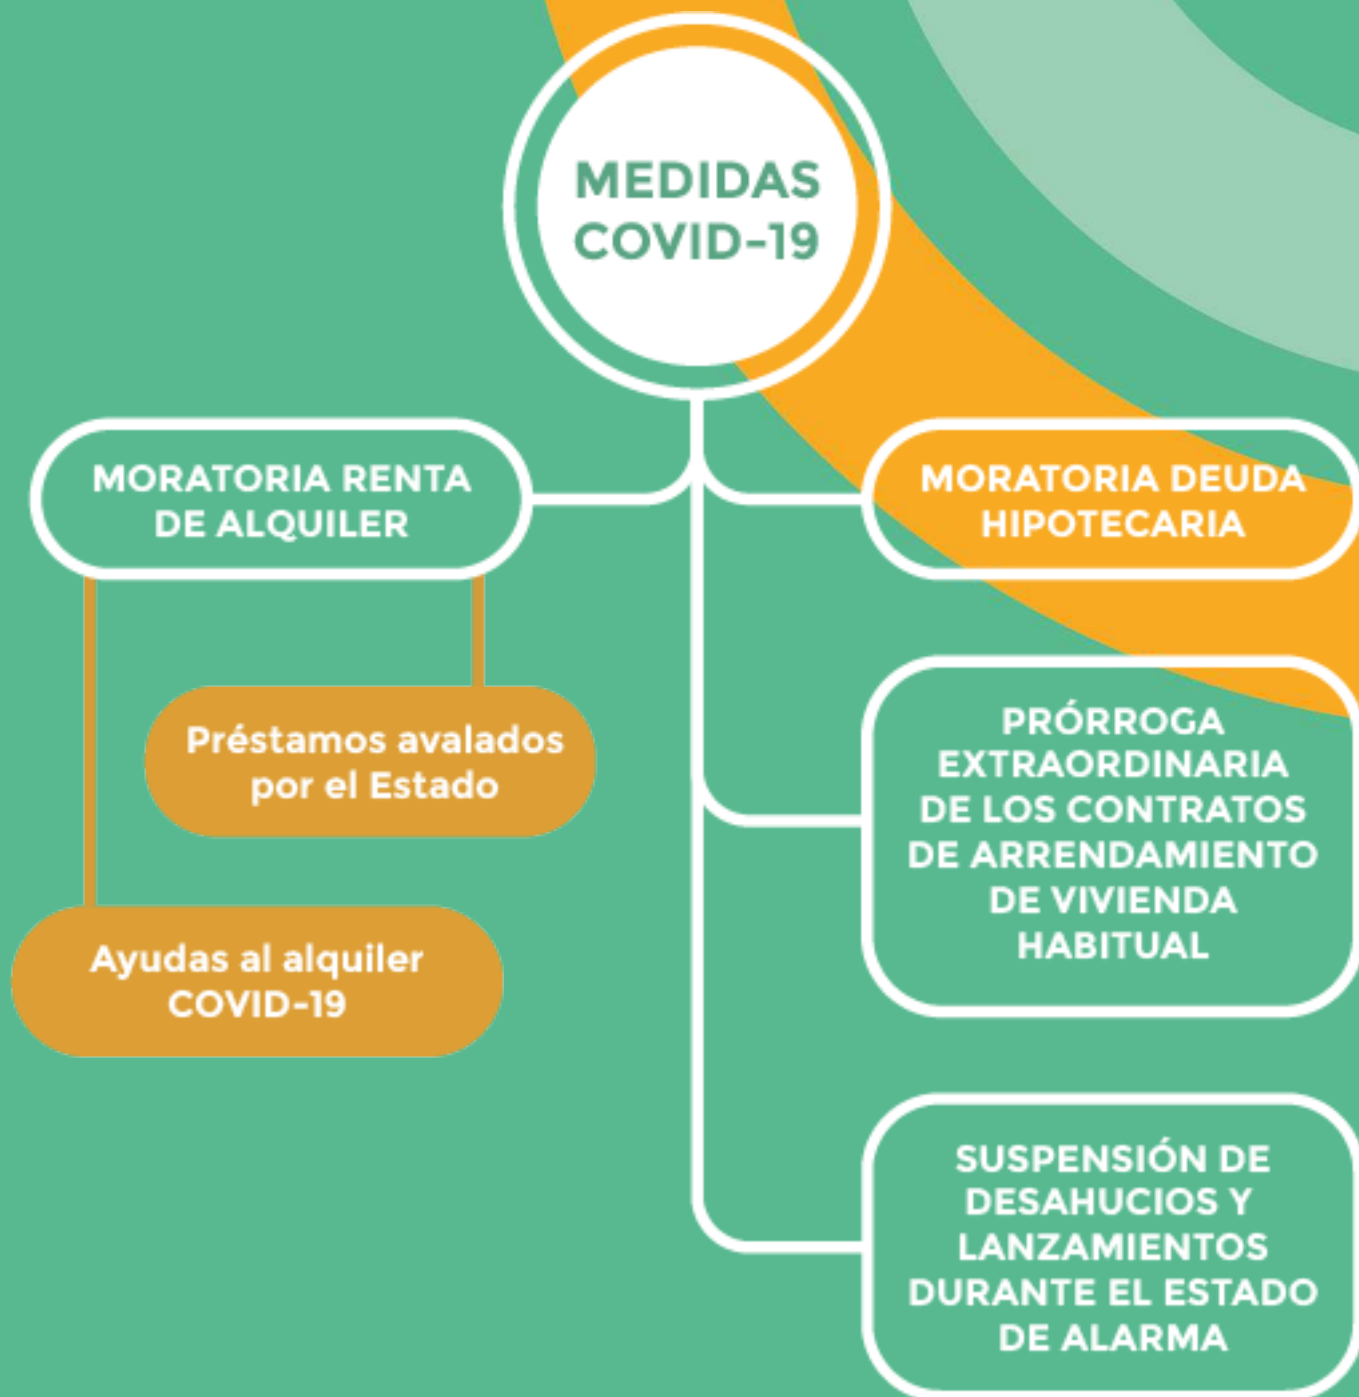 MEDIDAS
COVID-19
MORATORIA RENTA
DE ALQUILER
MORATORIA DEUDA
HIPOTECARIA
Préstamos avalados
por el Estado
Ayudas al alquiler
COVID-19
PRÓRROGA
EXTRAORDINARIA
DE LOS CONTRATOS
DE ARRENDAMIENTO
DE VIVIENDA
HABITUAL
SUSPENSIÓN DE
DESAHUCIOS Y
LANZAMIENTOS
DURANTE EL ESTADO
DE ALARMA